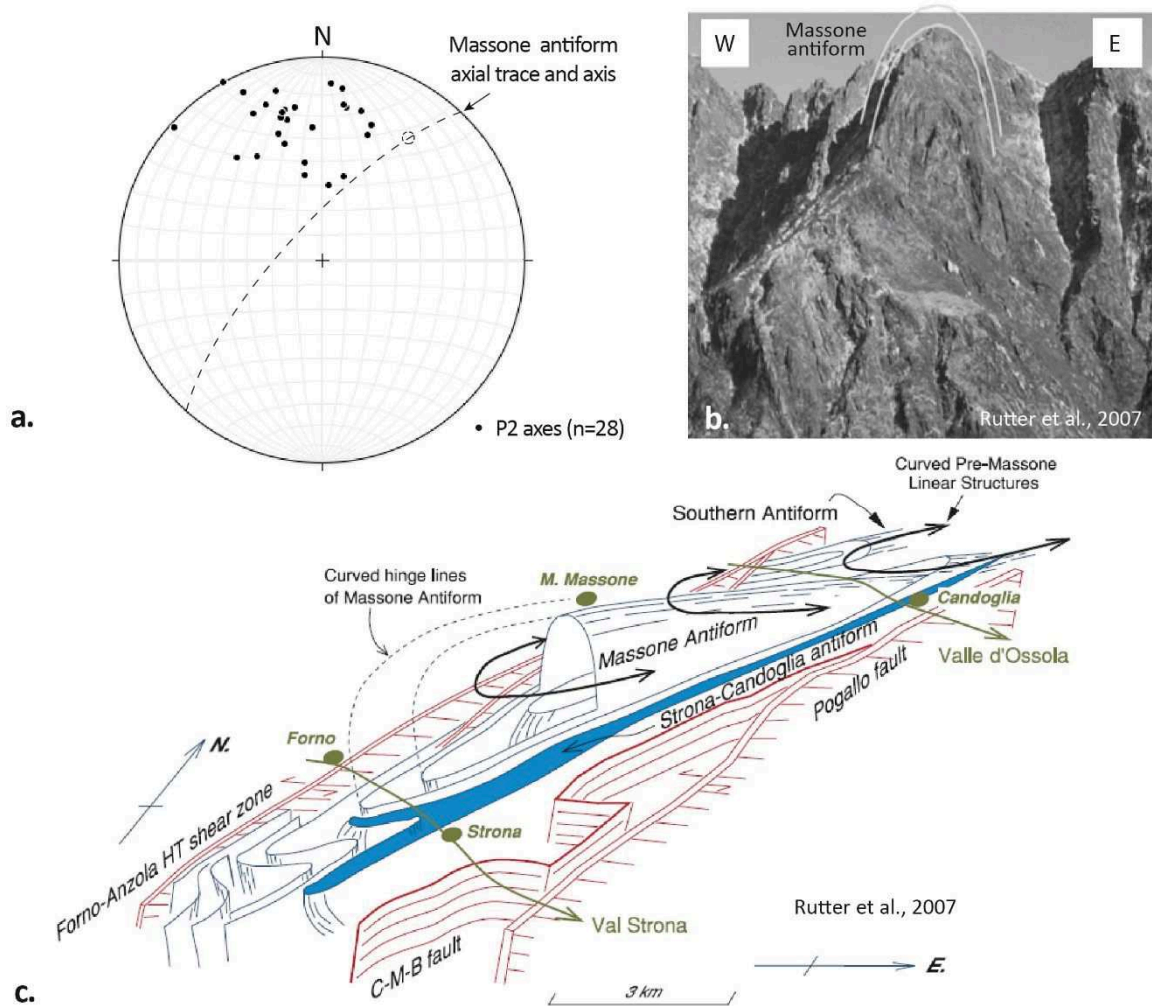 N
Massone antiform
axial trace and axis
a.
• P2 axes (n=28)
W
Massone
antiform
E
b.
Rutter et al., 2007
Curved Pre-Massone
Linear Structures
Southern Antiform
Curved hinge lines
of Massone Antiform
M. Massone
Candoglia
Massone Antiform
Strona-Candoglia antiform
Valle d'Ossola
Pogallo fault
N.
Forno
Forno-Anzola HT shear zone
Strona
Val Strona
C-M-B fault
Rutter et al., 2007
E.
3 km
c.